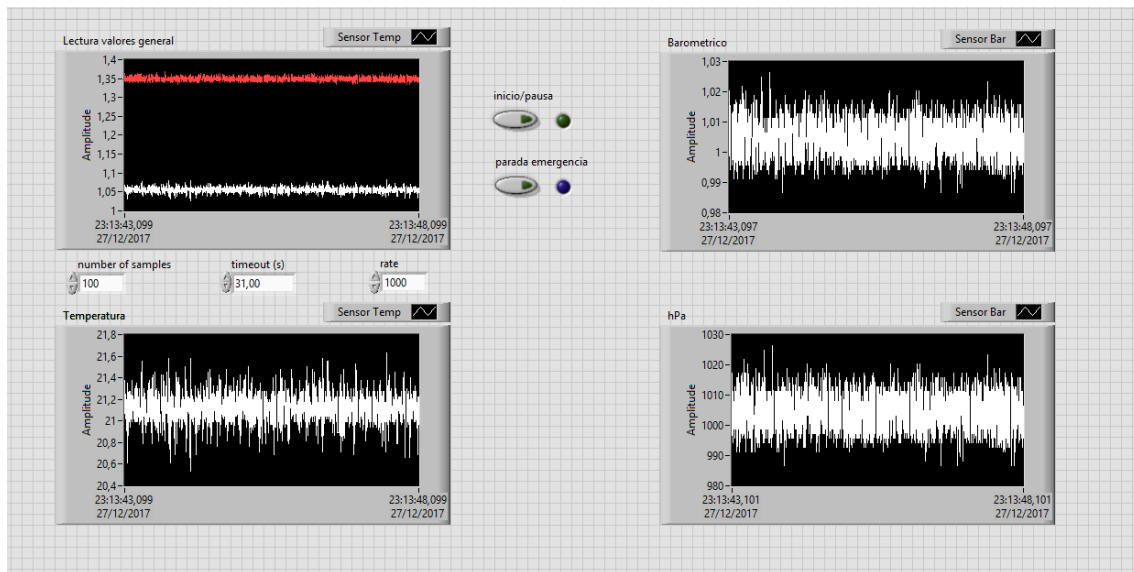 Lectura valores general
Sensor Temp
Amplitude
1,4
1,35
1,3
1,25
1,2
1,15
1,1
1,05
1
23:13:43,099
27/12/2017
23:13:48,099
27/12/2017
inicio/pausa
parada emergencia
Barometrico
Sensor Bar
Amplitude
1,03
1,02
1,01
1
0,99
0,98
23:13:43,097
27/12/2017
23:13:48,097
27/12/2017
number of samples
100
timeout (s)
31,00
rate
1000
Temperatura
Sensor Temp
Amplitude
21,8
21,6
21,4
21,2
21
20,8
20,6
20,4
23:13:43,099
27/12/2017
23:13:48,099
27/12/2017
hPa
Sensor Bar
Amplitude
1030
1020
1010
1000
990
980
23:13:43,101
27/12/2017
23:13:48,101
27/12/2017